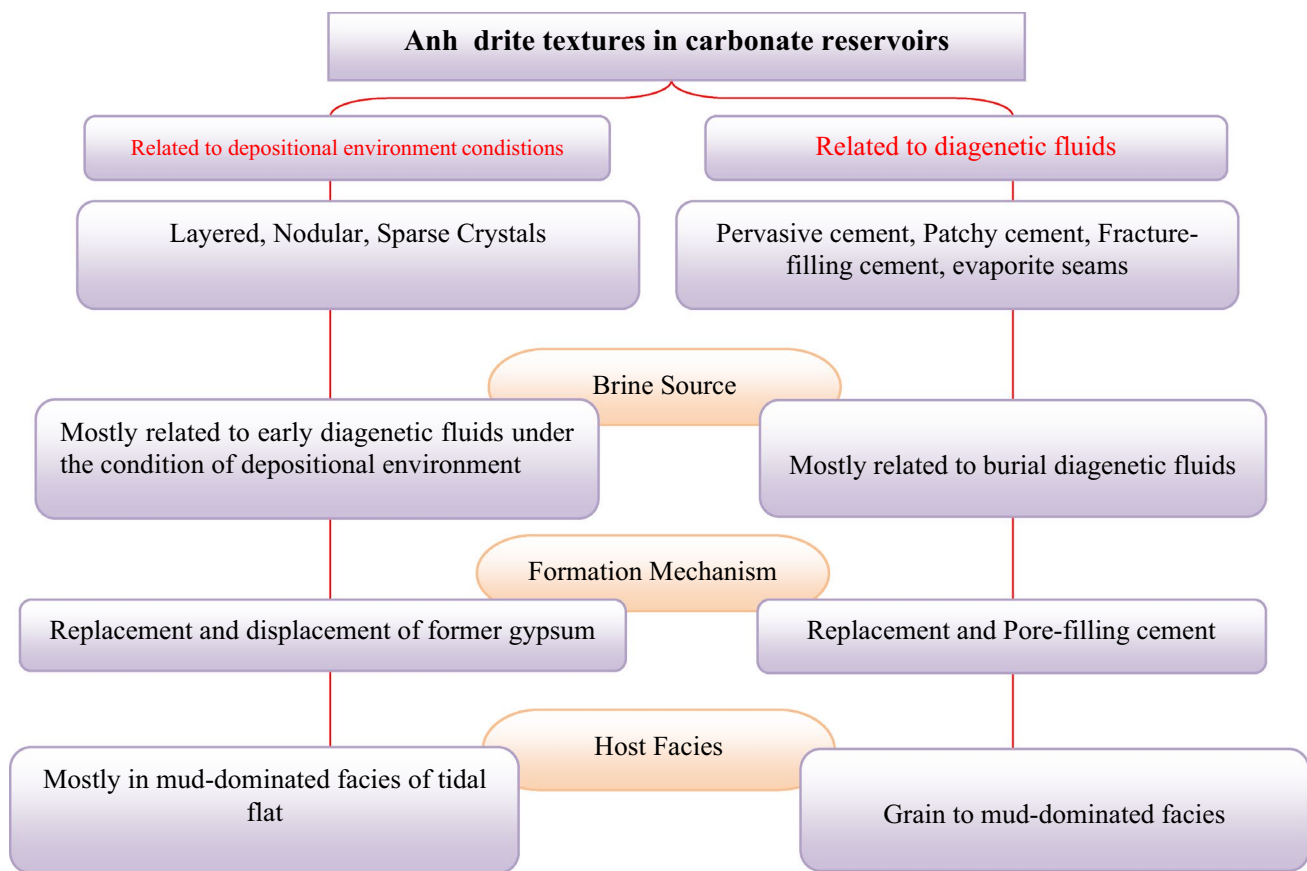 Anh drite textures in carbonate reservoirs
Related to depositional environment condistions
Related to diagenetic fluids
Layered, Nodular, Sparse Crystals
Pervasive cement, Patchy cement, Fracture-
filling cement, evaporite seams
Brine Source
Mostly related to early diagenetic fluids under
the condition of depositional environment
Mostly related to burial diagenetic fluids
Formation Mechanism
Replacement and displacement of former gypsum
Replacement and Pore-filling cement
Host Facies
Mostly in mud-dominated facies of tidal
flat
Grain to mud-dominated facies